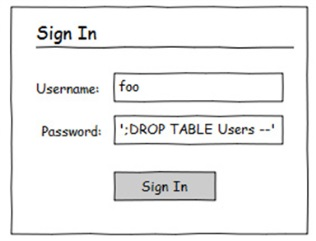 Sign In
Username: foo
Password: ';DROP TABLE Users --'
Sign In